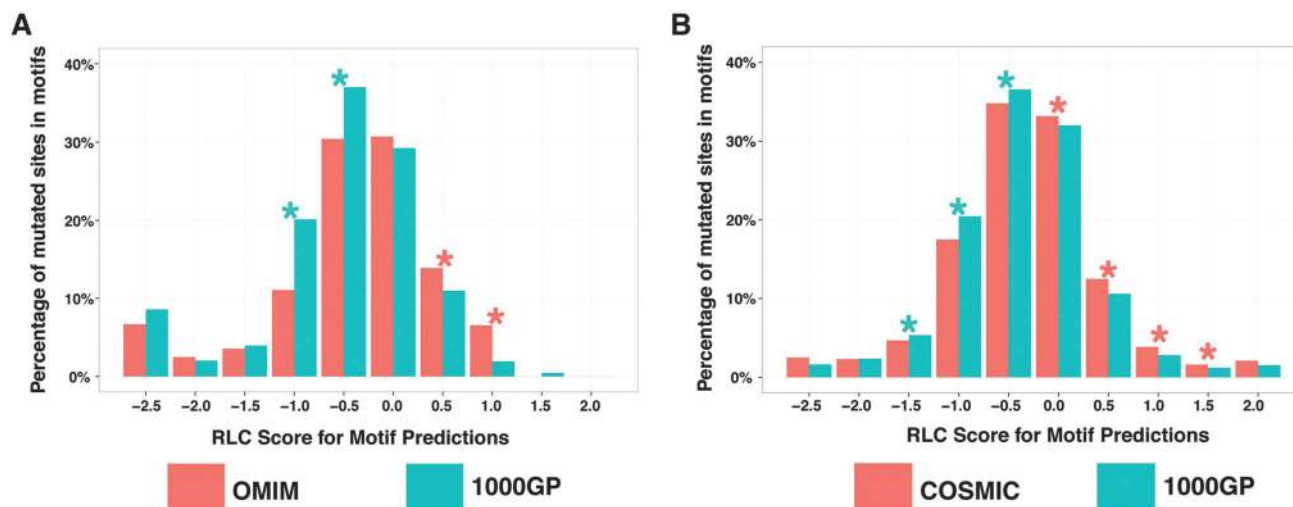 A
Percentage of mutated sites in motifs
40%
30%
20%
10%
0%
−2.5 −2.0 −1.5 −1.0 −0.5 0.0 0.5 1.0 1.5 2.0
RLC Score for Motif Predictions
OMIM 1000GP
B
Percentage of mutated sites in motifs
40%
30%
20%
10%
0%
−2.5 −2.0 −1.5 −1.0 −0.5 0.0 0.5 1.0 1.5 2.0
RLC Score for Motif Predictions
COSMIC 1000GP